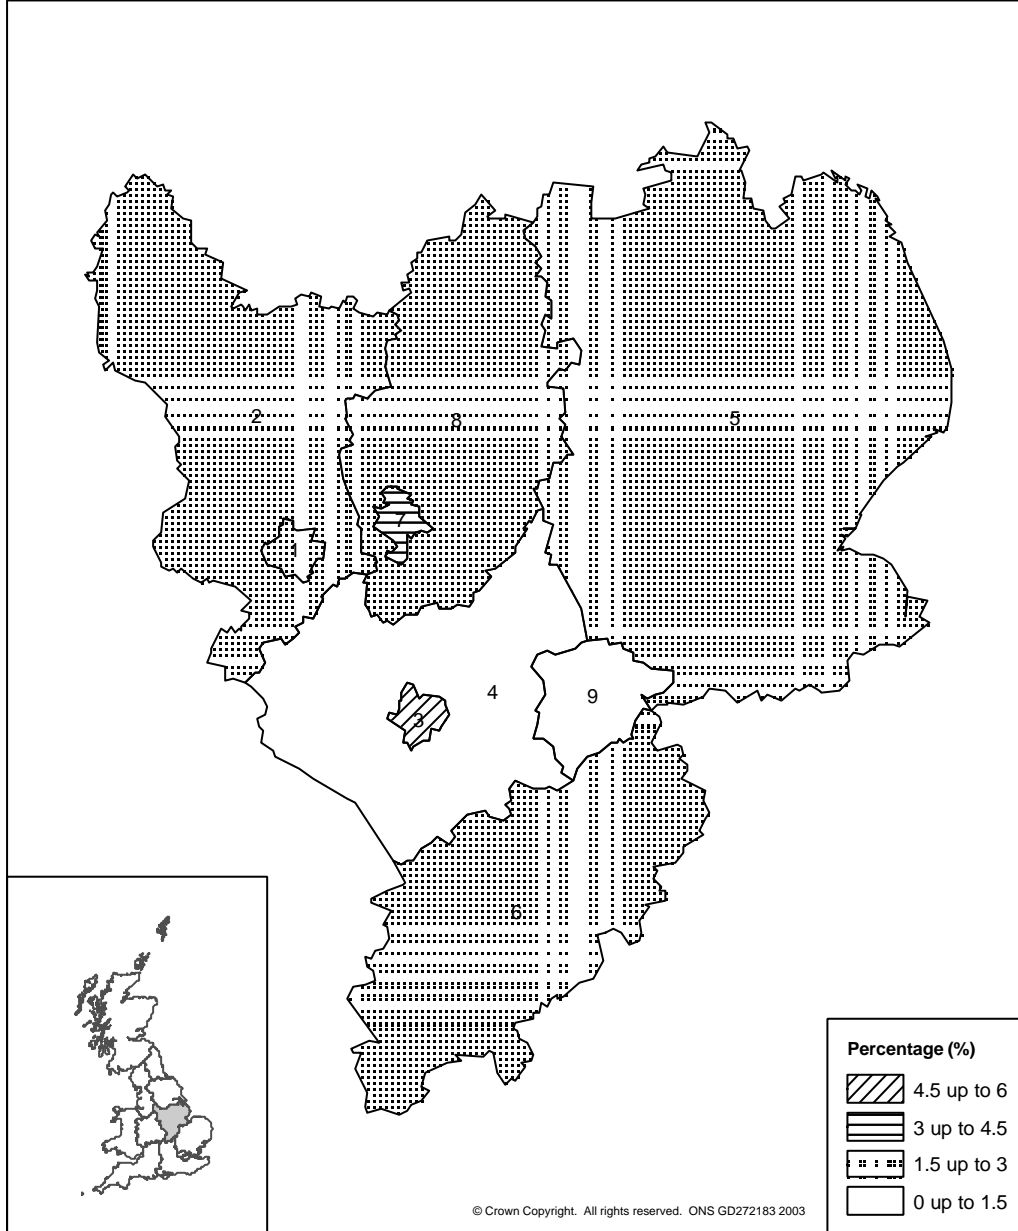 2
8
5
7
1
4
9
3
6
Percentage (%)
4.5 up to 6
3 up to 4.5
1.5 up to 3
0 up to 1.5
© Crown Copyright. All rights reserved. ONS GD272183 2003